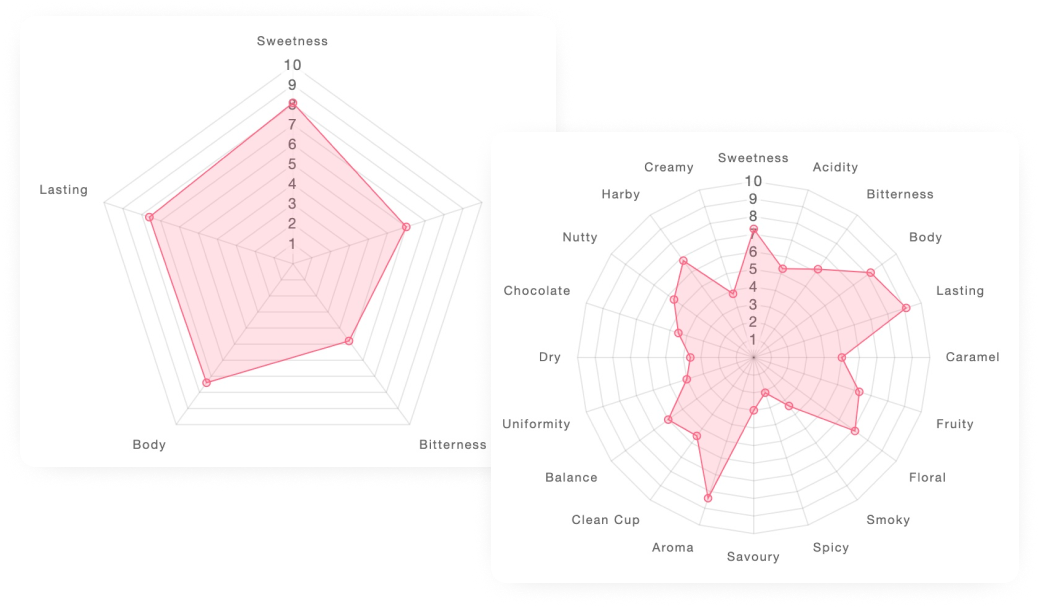 Sweetness
10
9
8
7
6
5
4
3
2
1
Lasting
Body
Bitterness
Sweetness
Acidity
Bitterness
Body
Lasting
Caramel
Fruity
Floral
Smoky
Spicy
Savoury
Aroma
Clean Cup
Balance
Uniformity
Dry
Chocolate
Nutty
Harby
Creamy
10
9
8
7
6
5
4
3
2
1